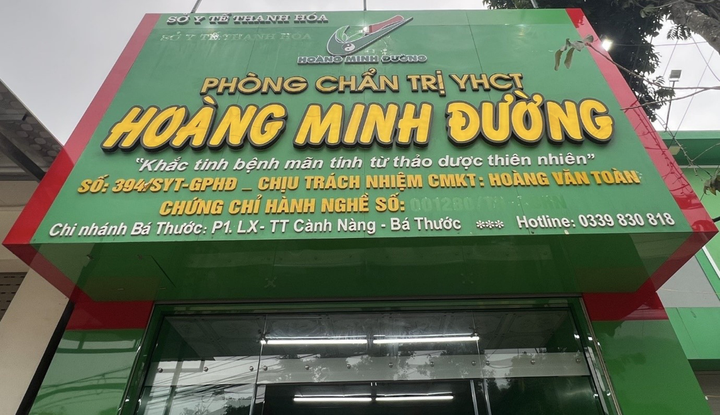 SỞ Y TẾ THANH HÓA
HOÀNG MINH ĐƯỜNG
PHÒNG CHẨN TRỊ YHCT
HOÀNG MINH ĐƯỜNG
"Khắc tinh bệnh mãn tính từ thảo dược thiên nhiên"
SỐ: 394/SYT-GPHĐ _ CHỊU TRÁCH NHIỆM CMKT: HOÀNG VĂN TOÀN
CHỨNG CHỈ HÀNH NGHỀ SỐ:
Chi nhánh Bá Thước: P1. LX- TT Cành Nàng - Bá Thước *** Hotline: 0339 830 818